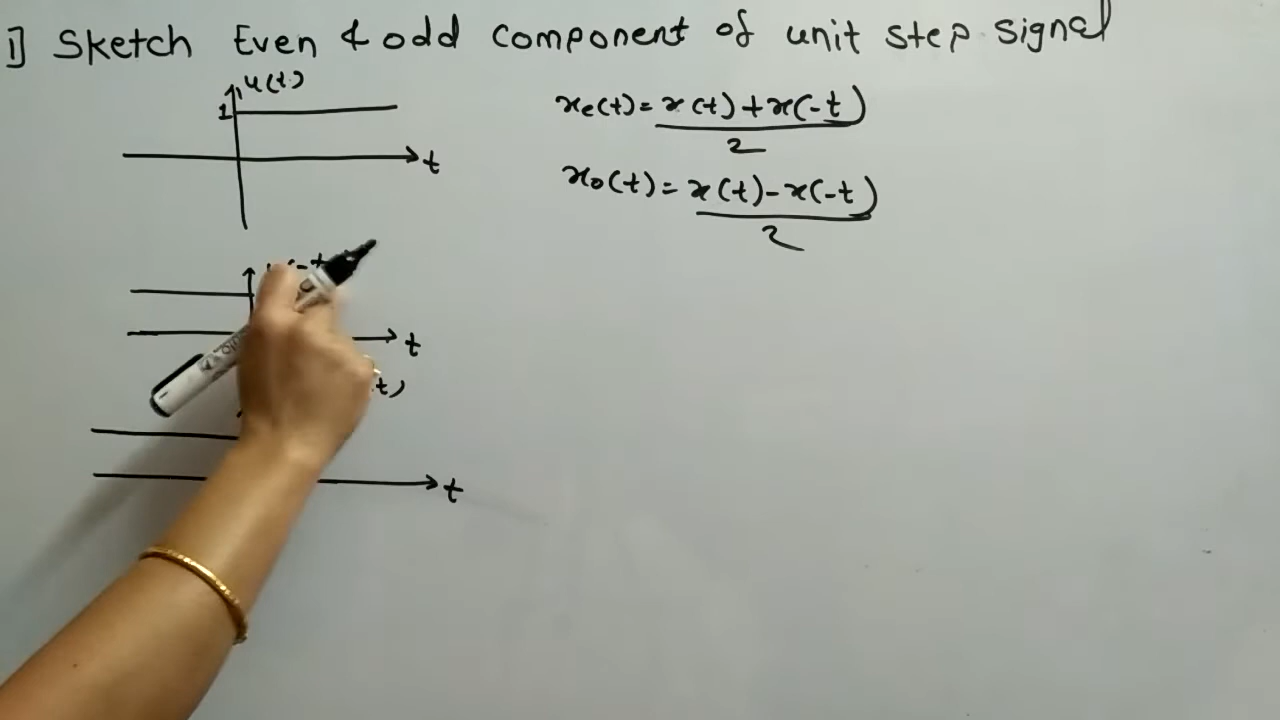 1] Sketch Even & odd component of unit step signal
u(t)
1
t
xe(t) = x(t) + x(-t)
2
xo(t) = x(t) - x(-t)
2
t
t)
t